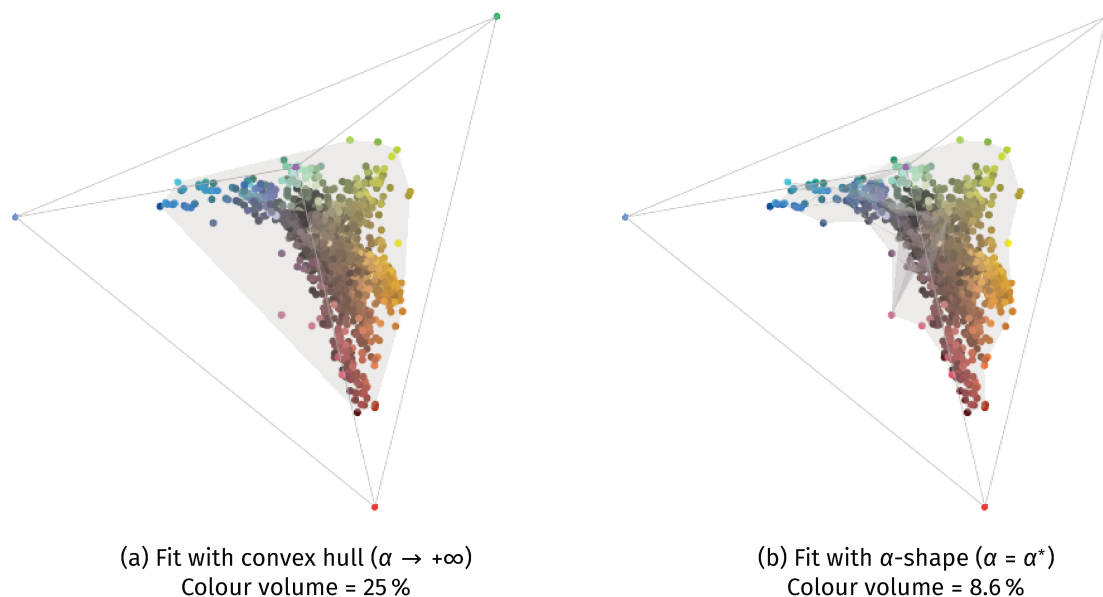 (a) Fit with convex hull (α → +∞)
Colour volume = 25 %
(b) Fit with α-shape (α = α*)
Colour volume = 8.6 %